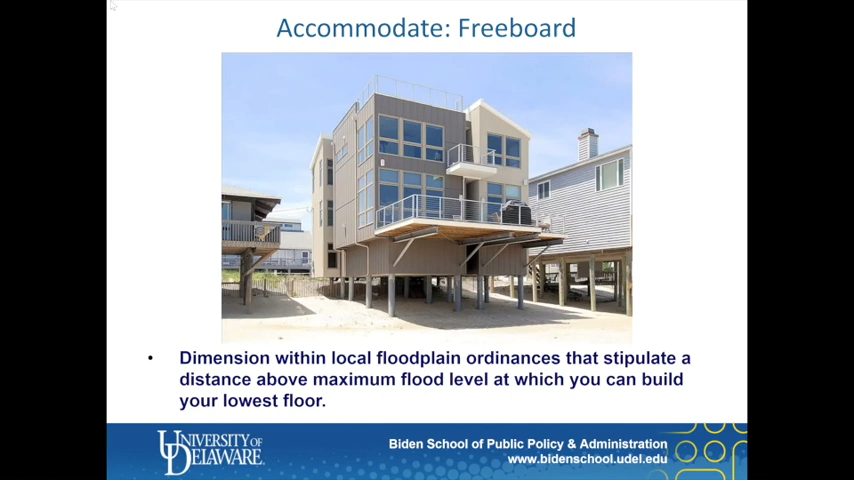 Accommodate: Freeboard
• Dimension within local floodplain ordinances that stipulate a
distance above maximum flood level at which you can build
your lowest floor.
UNIVERSITY OF
DELAWARE.
Biden School of Public Policy & Administration
www.bidenschool.udel.edu